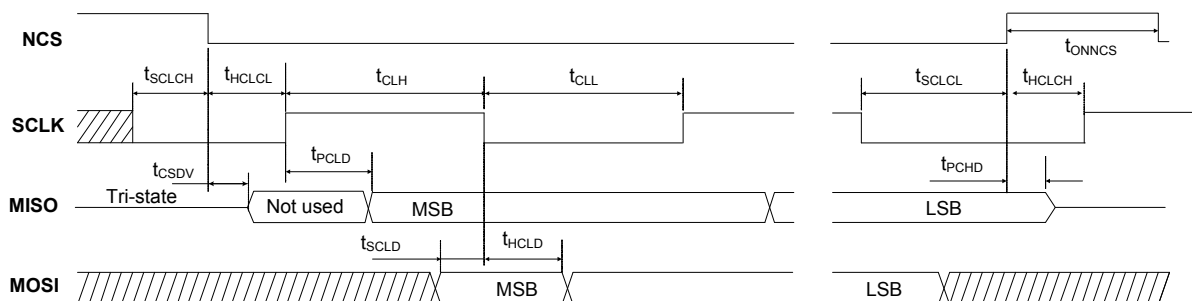 NCS
tONNCS
tSCLCH
tHCLCL
tCLH
tCLL
tSCLCL
tHCLCH
SCLK
tCSDV
tPCLD
tPCHD
Tri-state
MISO
Not used
MSB
LSB
tSCLD
tHCLD
MOSI
MSB
LSB